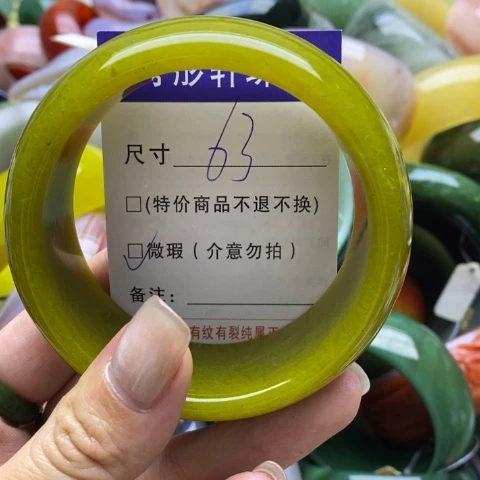 尺寸 63
□(特价商品不退不换)
☑微瑕(介意勿拍)
备注:
有纹有裂纯属正